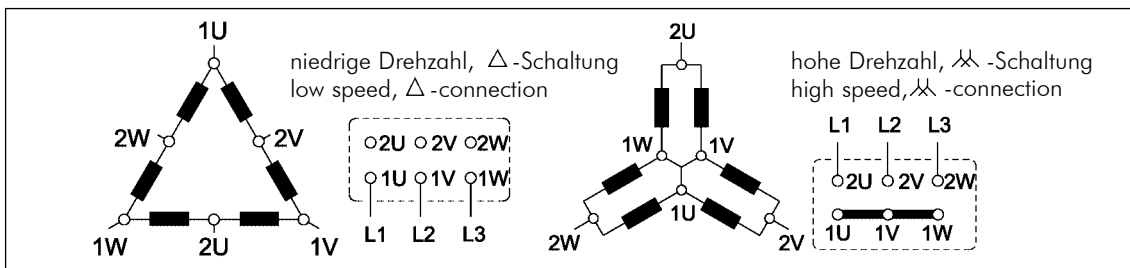 1U
niedrige Drehzahl, △ -Schaltung
low speed, △ -connection
2W
2V
2U 2V 2W
1U 1V 1W
L1 L2 L3
1W
2U
1V
2U
hohe Drehzahl, -Schaltung
high speed, -connection
1W
1V
1U
2W
2V
L1 L2 L3
2U 2V 2W
1U 1V 1W